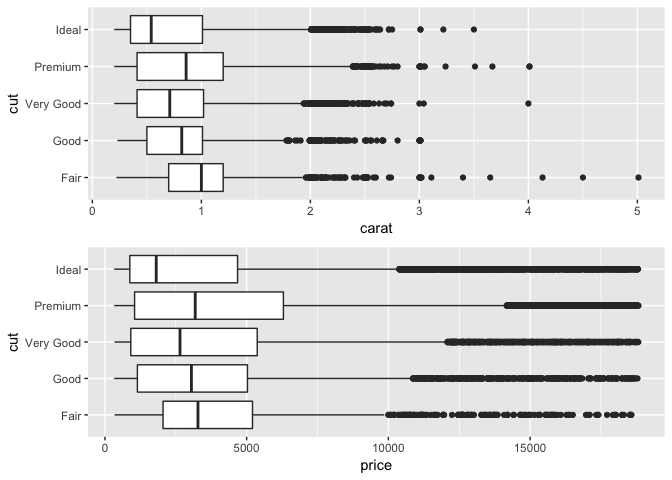 Ideal
Premium
Very Good
Good
Fair
cut
0 1 2 3 4 5
carat
Ideal
Premium
Very Good
Good
Fair
cut
0 5000 10000 15000
price